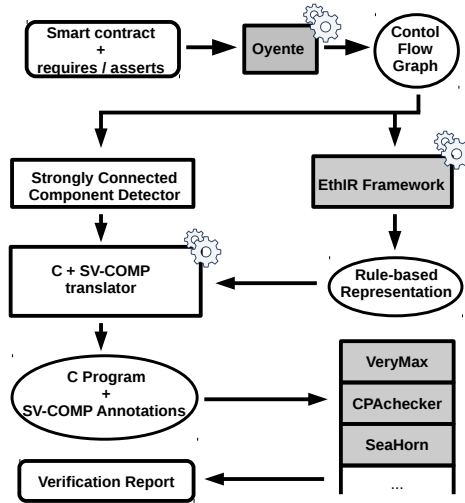 Smart contract
+
requires / asserts
Oyente
Contol
Flow
Graph
Strongly Connected
Component Detector
EthIR Framework
C + SV-COMP
translator
Rule-based
Representation
C Program
+
SV-COMP Annotations
VeryMax
CPAchecker
SeaHorn
...
Verification Report